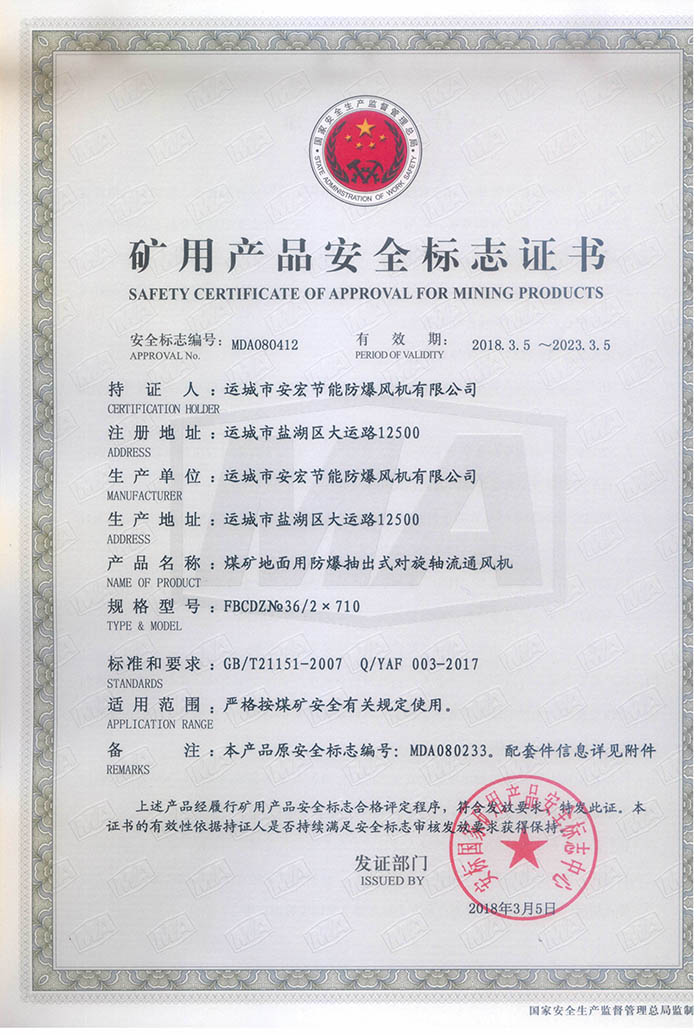 国家安全生产监督管理总局
STATE ADMINISTRATION OF WORK SAFETY
矿用产品安全标志证书
SAFETY CERTIFICATE OF APPROVAL FOR MINING PRODUCTS
安全标志编号: MDA080412 有效期: 2018.3.5 ~2023.3.5
APPROVAL No. PERIOD OF VALIDITY
持证人:运城市安宏节能防爆风机有限公司
CERTIFICATION HOLDER
注册地址:运城市盐湖区大运路12500
ADDRESS
生产单位:运城市安宏节能防爆风机有限公司
MANUFACTURER
生产地址:运城市盐湖区大运路12500
ADDRESS
产品名称:煤矿地面用防爆抽出式对旋轴流通风机
NAME OF PRODUCT
规格型号:FBCDZ№36/2×710
TYPE & MODEL
标准和要求:GB/T21151-2007 Q/YAF 003-2017
STANDARDS
适用范围:严格按煤矿安全有关规定使用。
APPLICATION RANGE
备注:本产品原安全标志编号:MDA080233。配套件信息详见附件
REMARKS
上述产品经履行矿用产品安全标志合格评定程序,符合发放要求,特发此证。本
证书的有效性依据持证人是否持续满足安全标志审核发放要求获得保持。
发证部门
ISSUED BY
安标国家矿用产品安全标志中心
2018年3月5日
国家安全生产监督管理总局监制
MA